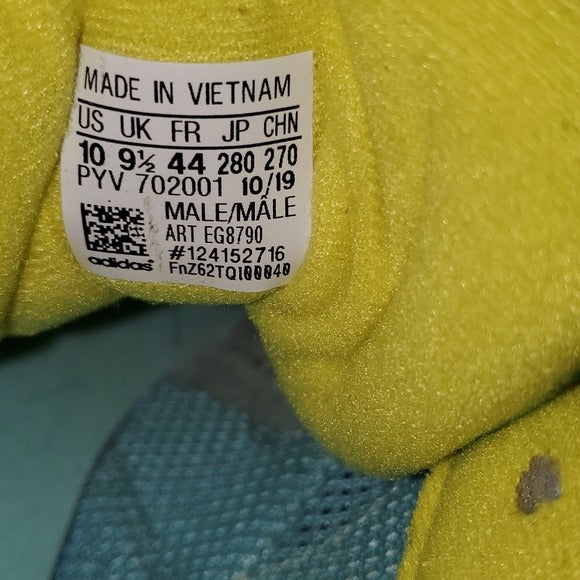 MADE IN VIETNAM
US UK FR JP CHN
10 9½ 44 280 270
PYV 702001 10/19
MALE/MÂLE
ART EG8790
#124152716
adidas FnZ62TQ100040